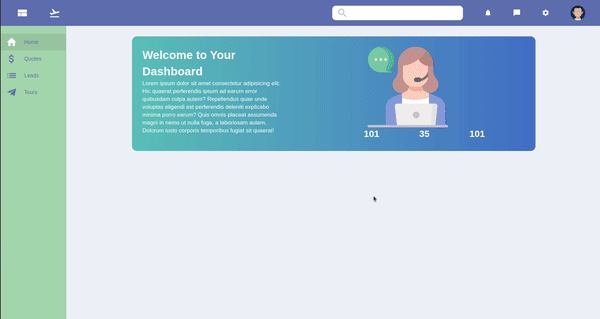 Home
Quotes
Leads
Tours
Welcome to Your
Dashboard
Lorem ipsum dolor sit amet consectetur adipisicing elit.
Hic quaerat perferendis ipsum ad earum error
quibusdam culpa autem? Repellendus quae unde
voluptas eligendi est perferendis deleniti explicabo
minima porro earum? Quis omnis placeat assumenda
magni in nemo ut nulla fuga, a laboriosam autem.
Dolorum iusto corporis temporibus fugiat sit quaerat!
101 35 101